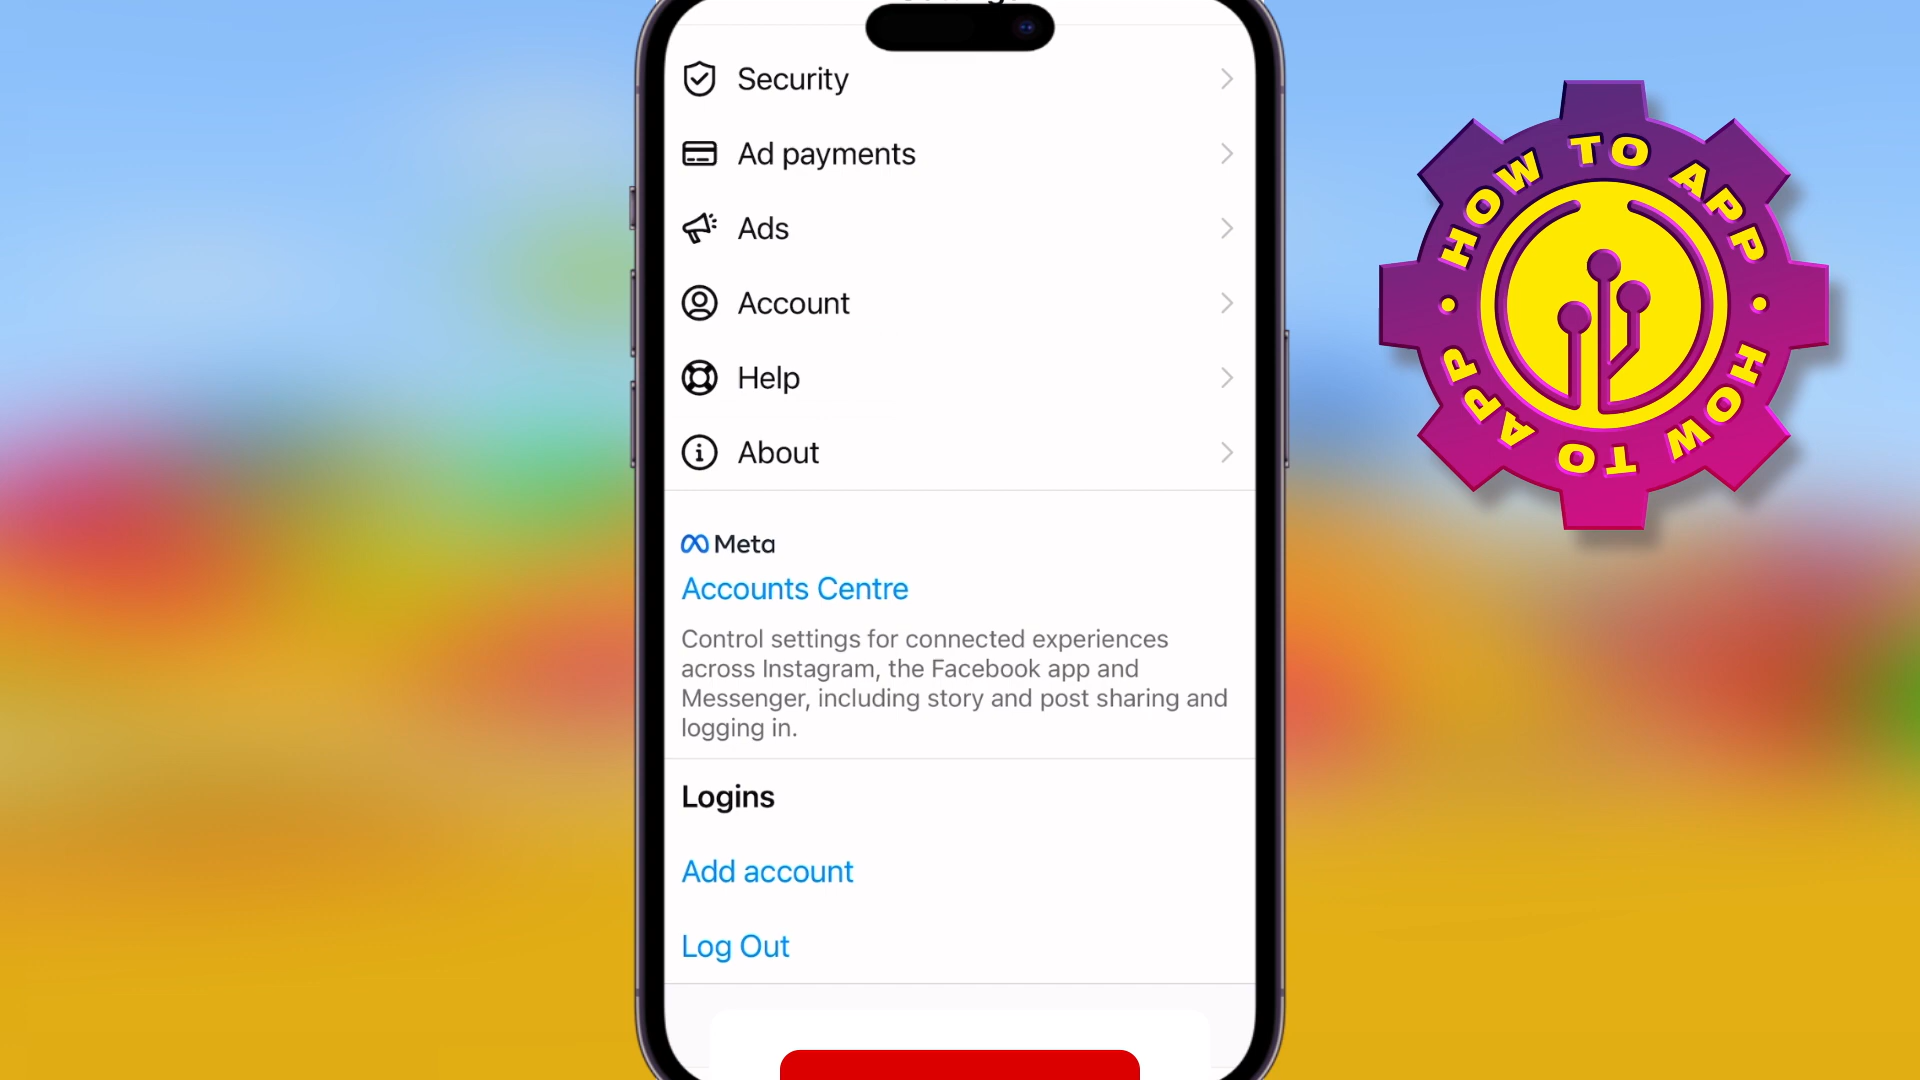 Security
Ad payments
Ads
Account
Help
About
Meta
Accounts Centre
Control settings for connected experiences
across Instagram, the Facebook app and
Messenger, including story and post sharing and
logging in.
Logins
Add account
Log Out
HOW TO APP
HOW TO APP